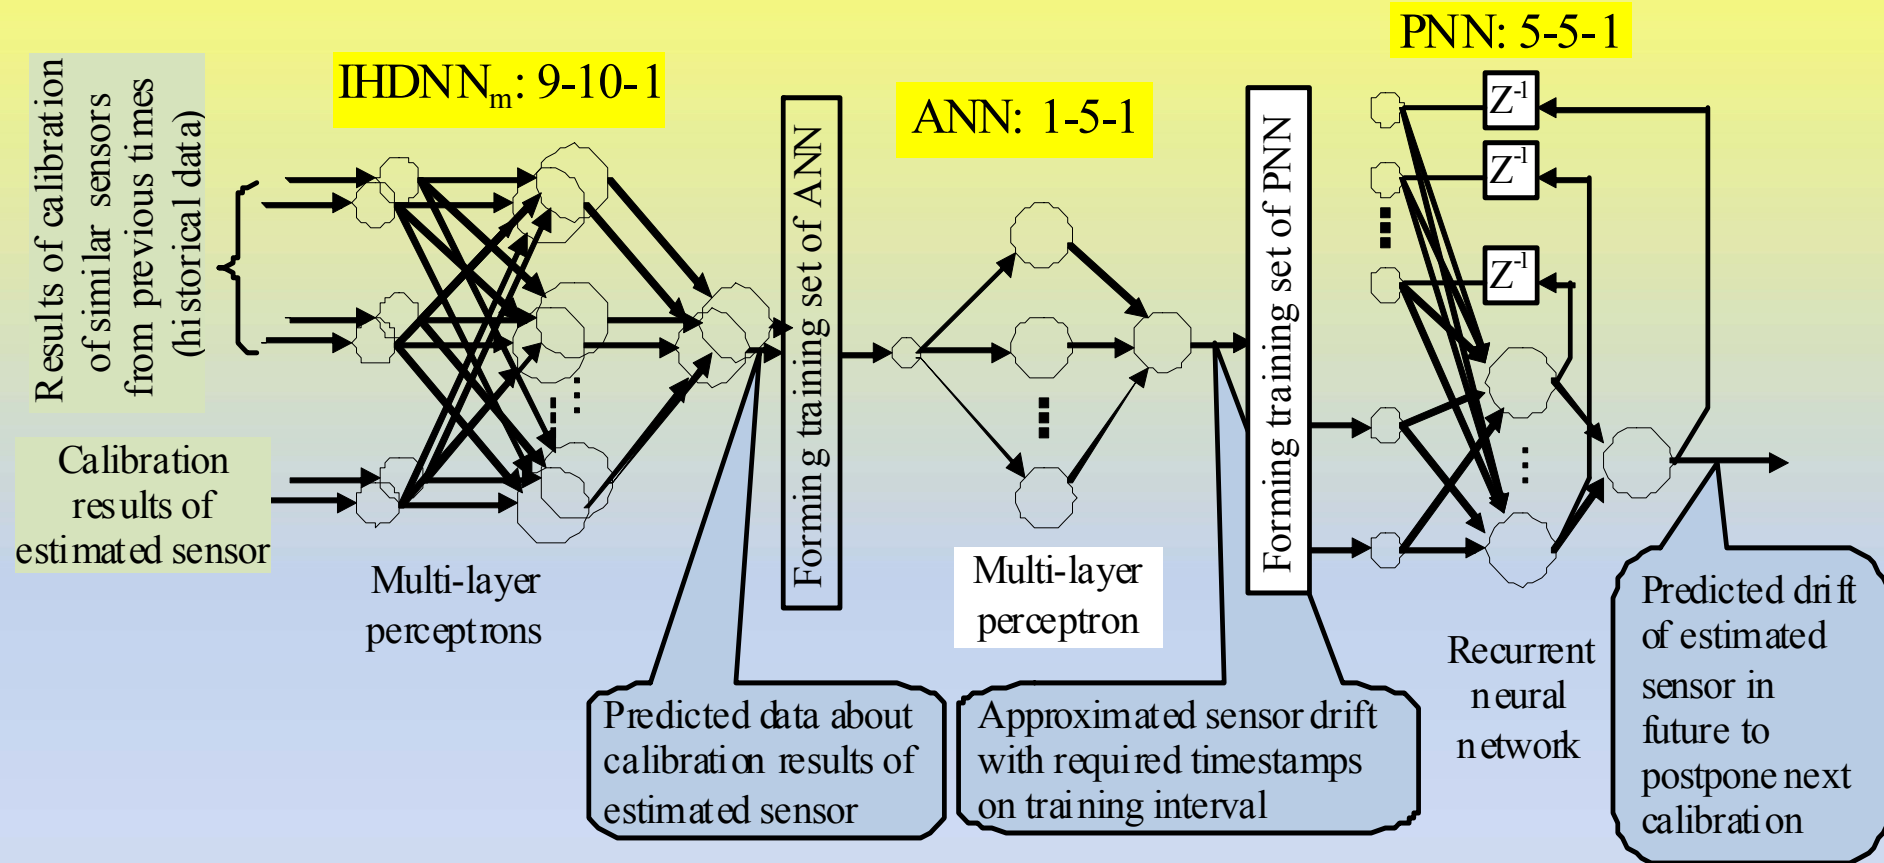 Results of calibration
of similar sensors
from previous times
(historical data)
Calibration
results of
estimated sensor
IHDNNm: 9-10-1
Multi-layer
perceptrons
Forming training set of ANN
Predicted data about
calibration results of
estimated sensor
ANN: 1-5-1
Multi-layer
perceptron
Forming training set of PNN
Approximated sensor drift
with required timestamps
on training interval
PNN: 5-5-1
Z-1
Z-1
Z-1
Recurrent
neural
network
Predicted drift
of estimated
sensor in
future to
postpone next
calibration